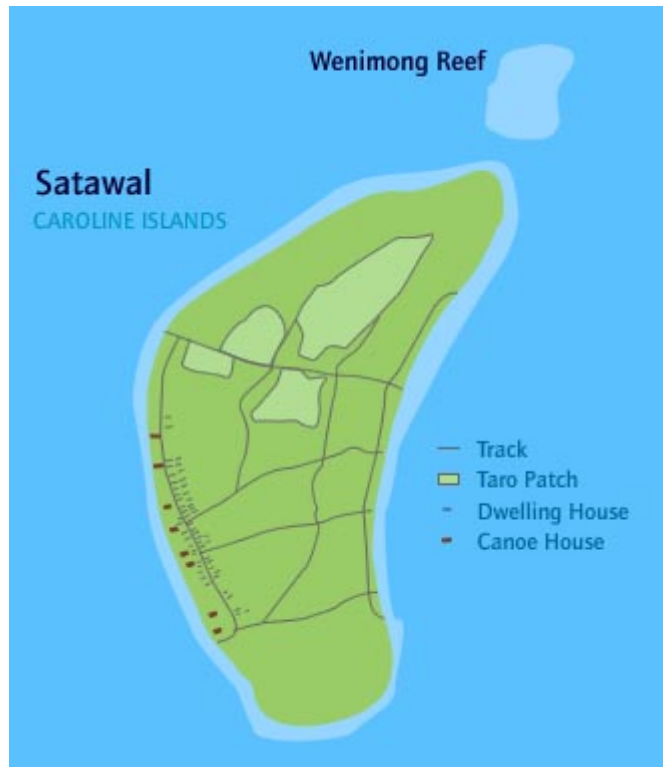 Wenimong Reef
Satawal
CAROLINE ISLANDS
Track
Taro Patch
Dwelling House
Canoe House